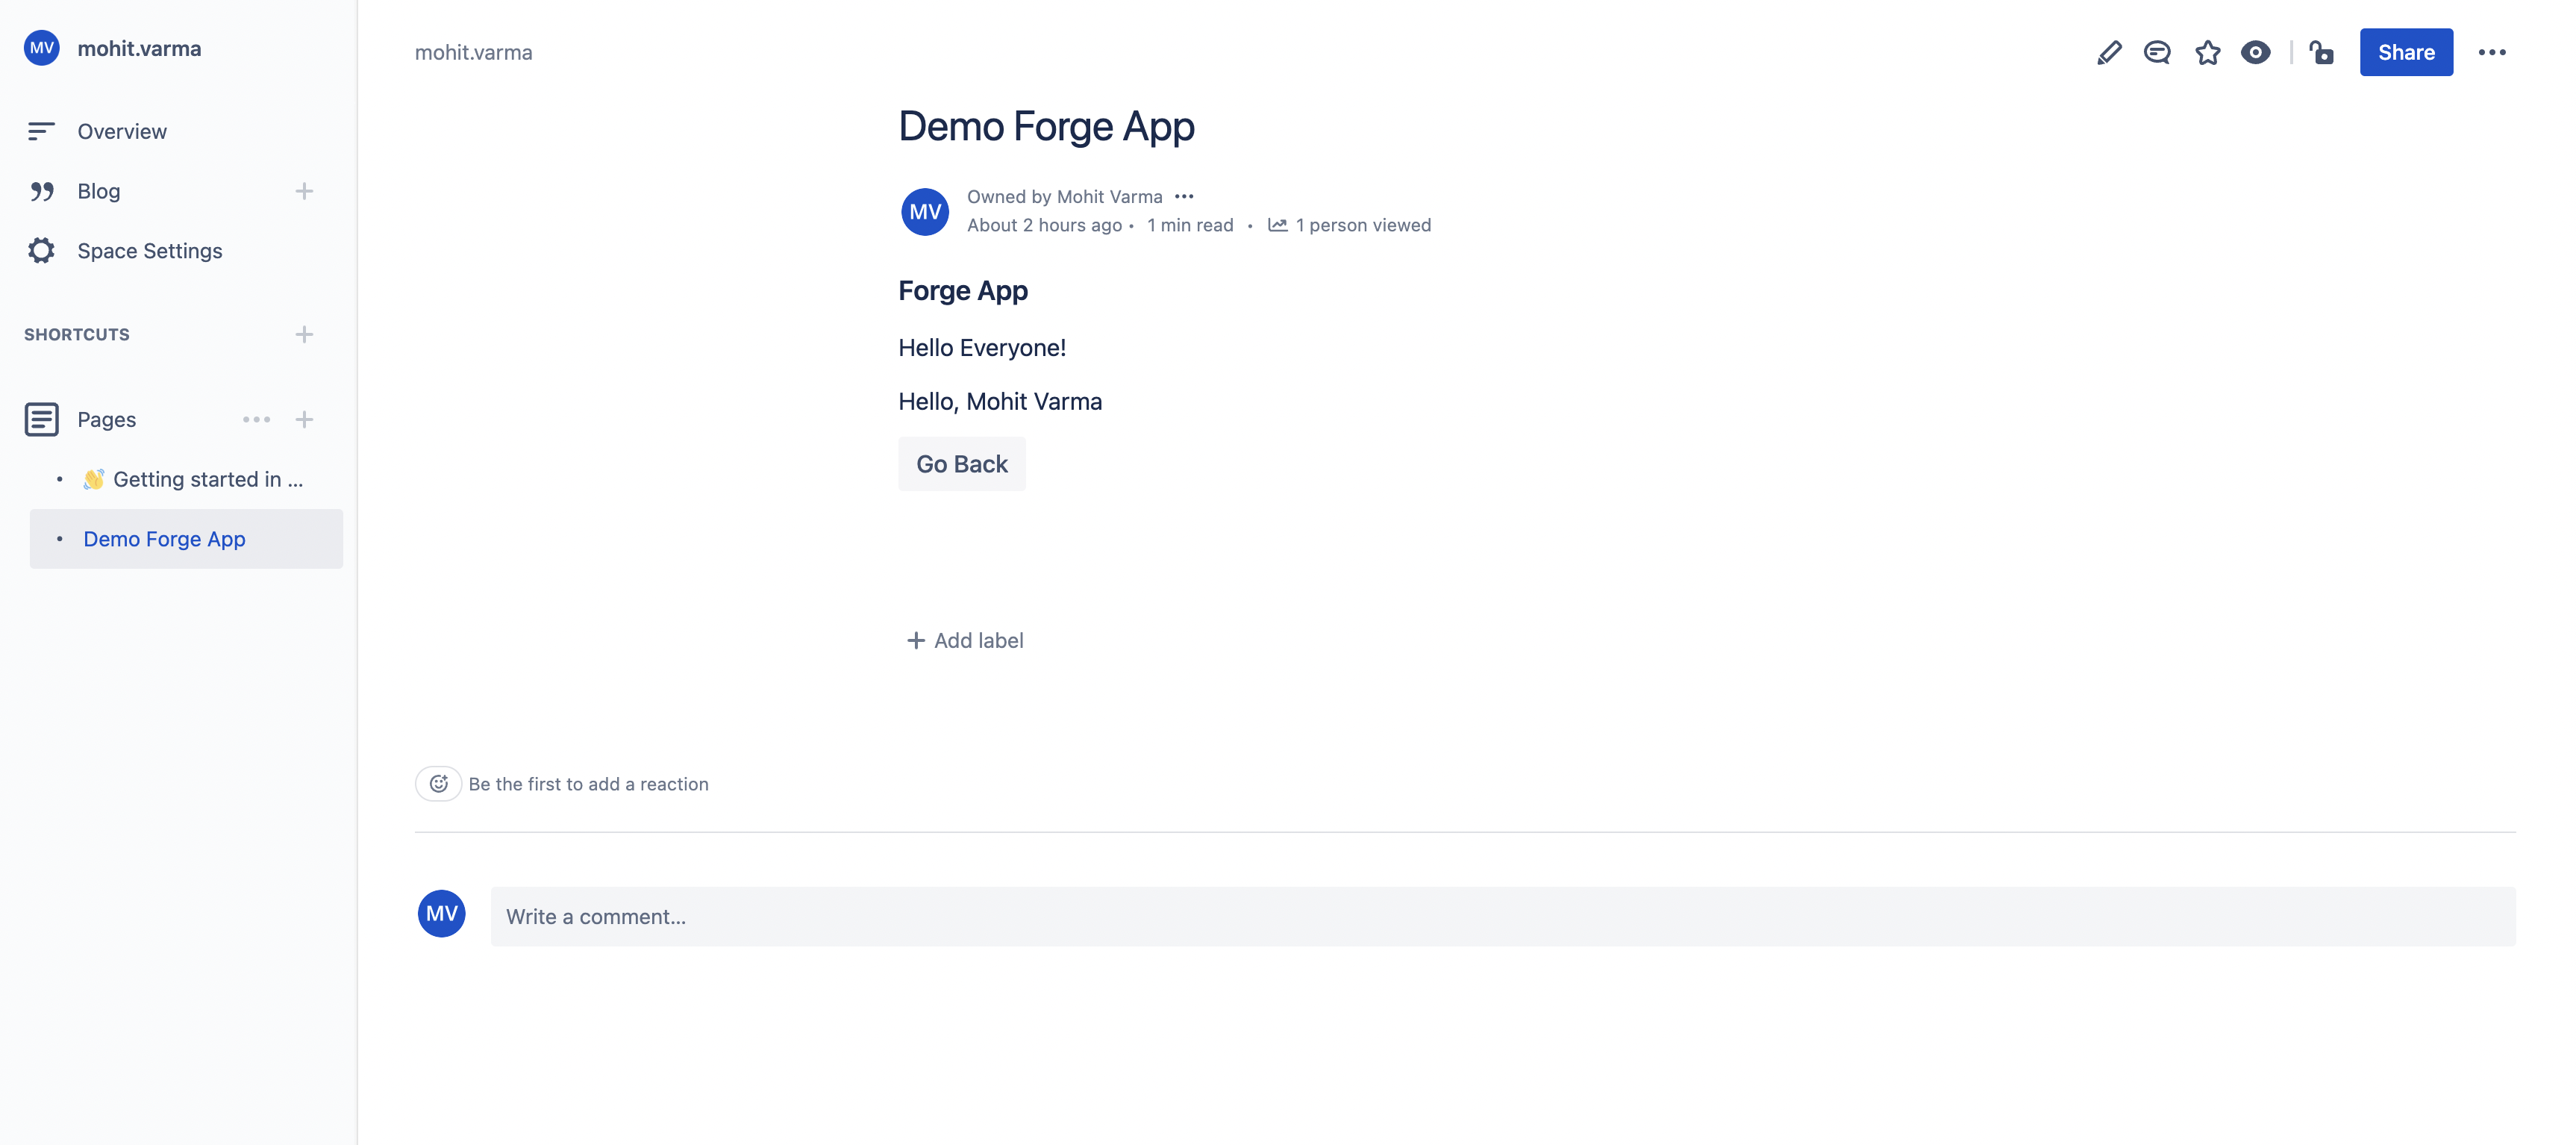 MV mohit.varma
Overview
Blog
Space Settings
SHORTCUTS
Pages
Getting started in ...
Demo Forge App
mohit.varma
Share
Demo Forge App
MV
Owned by Mohit Varma
About 2 hours ago • 1 min read • 1 person viewed
Forge App
Hello Everyone!
Hello, Mohit Varma
Go Back
Add label
Be the first to add a reaction
MV
Write a comment...